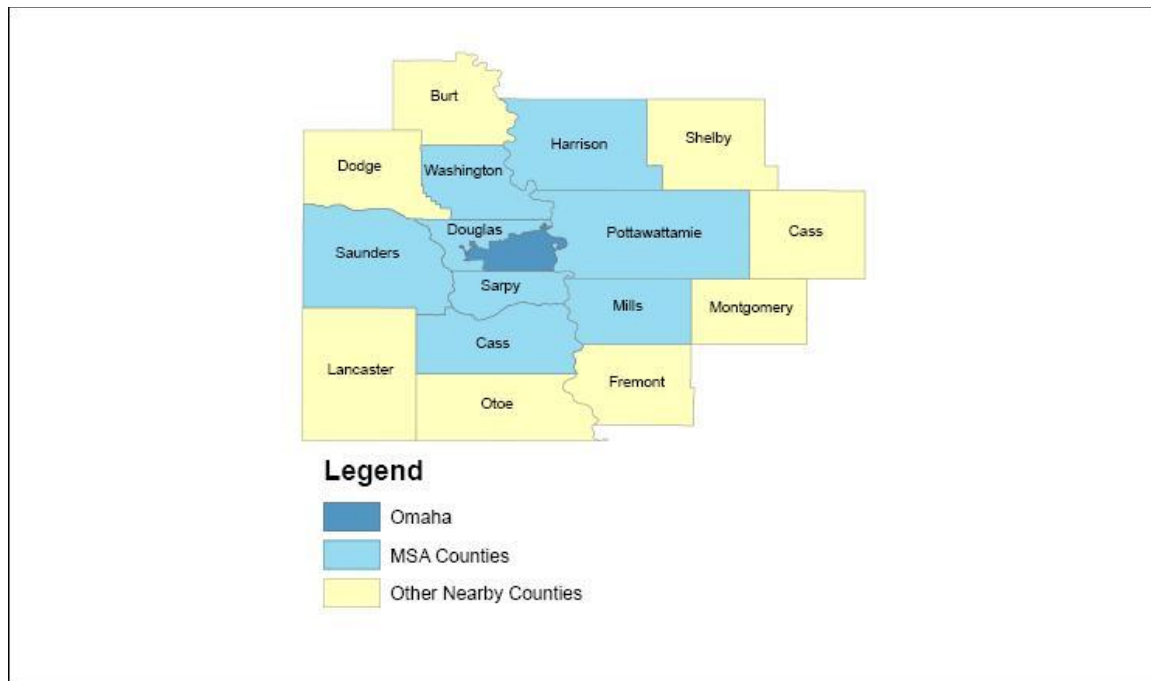 Burt
Harrison
Shelby
Dodge
Washington
Douglas
Pottawattamie
Cass
Saunders
Sarpy
Mills
Montgomery
Cass
Lancaster
Fremont
Otoe
Legend
Omaha
MSA Counties
Other Nearby Counties